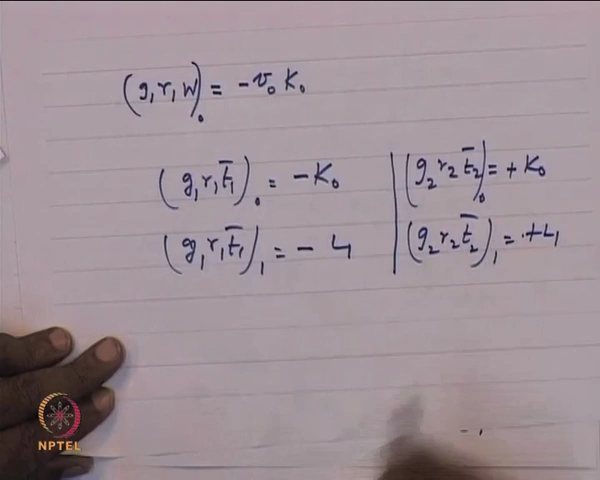 (g, r, w)₀ = -v₀ K₀
(g₁ r₁ t̄₁)₀ = - K₀ | (g₂ r₂ t̄₂)₀ = + K₀
(g₁ r₁ t̄₁)₁ = - L₁ | (g₂ r₂ t̄₂)₁ = + L₁
NPTEL